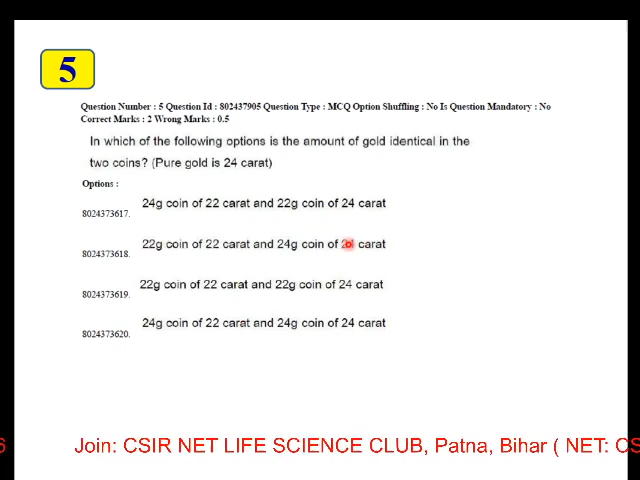 5
Question Number : 5 Question Id : 802437905 Question Type : MCQ Option Shuffling : No Is Question Mandatory : No
Correct Marks : 2 Wrong Marks : 0.5
In which of the following options is the amount of gold identical in the
two coins? (Pure gold is 24 carat)
Options :
24g coin of 22 carat and 22g coin of 24 carat
8024373617.
22g coin of 22 carat and 24g coin of carat
8024373618.
22g coin of 22 carat and 22g coin of 24 carat
8024373619.
24g coin of 22 carat and 24g coin of 24 carat
8024373620.
6 Join: CSIR NET LIFE SCIENCE CLUB, Patna, Bihar ( NET: CS